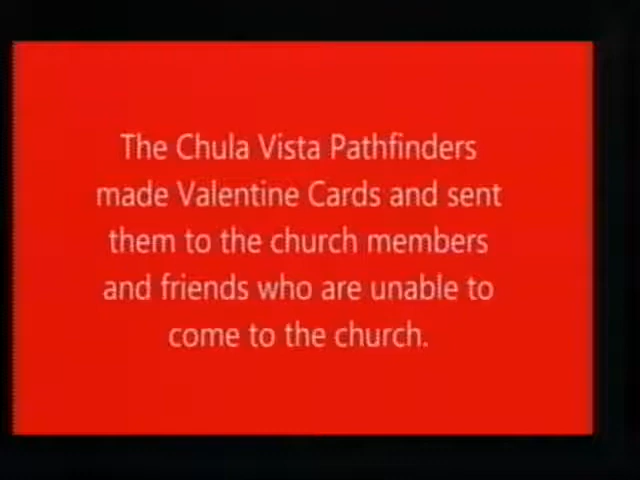 The Chula Vista Pathfinders
made Valentine Cards and sent
them to the church members
and friends who are unable to
come to the church.